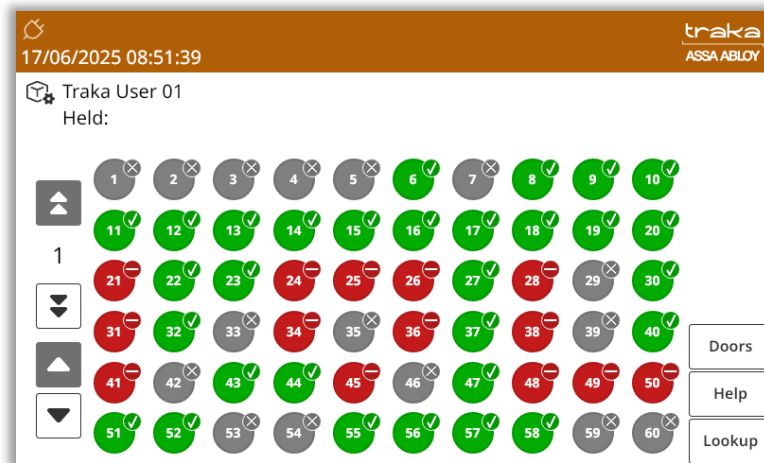 traka
17/06/2025 08:51:39
ASSA ABLOY
Traka User 01
Held:
1 2 3 4 5 6 7 8 9 10
11 12 13 14 15 16 17 18 19 20
1
21 22 23 24 25 26 27 28 29 30
31 32 33 34 35 36 37 38 39 40
Doors
41 42 43 44 45 46 47 48 49 50
Help
51 52 53 54 55 56 57 58 59 60
Lookup